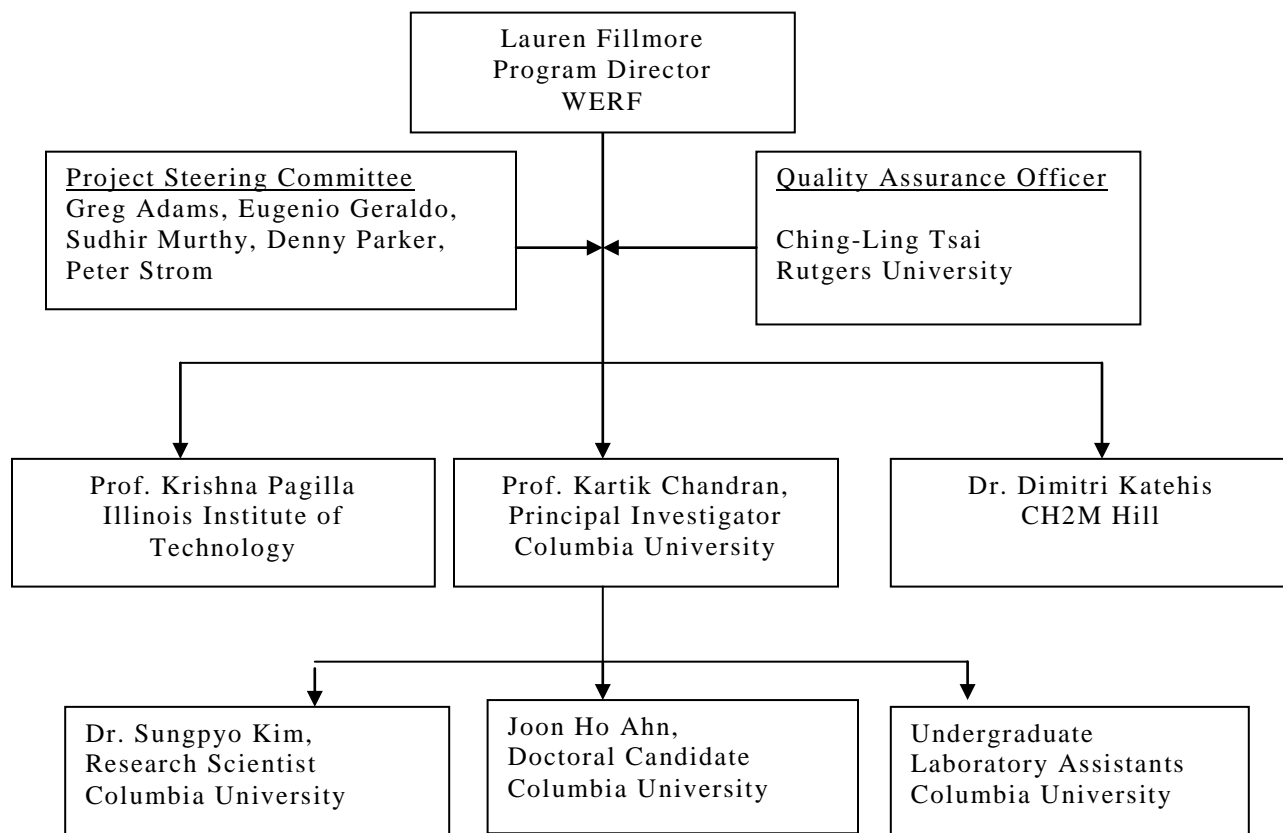 Lauren Fillmore
Program Director
WERF
Project Steering Committee
Greg Adams, Eugenio Geraldo,
Sudhir Murthy, Denny Parker,
Peter Strom
Quality Assurance Officer
Ching-Ling Tsai
Rutgers University
Prof. Krishna Pagilla
Illinois Institute of
Technology
Prof. Kartik Chandran,
Principal Investigator
Columbia University
Dr. Dimitri Katehis
CH2M Hill
Dr. Sungpyo Kim,
Research Scientist
Columbia University
Joon Ho Ahn,
Doctoral Candidate
Columbia University
Undergraduate
Laboratory Assistants
Columbia University